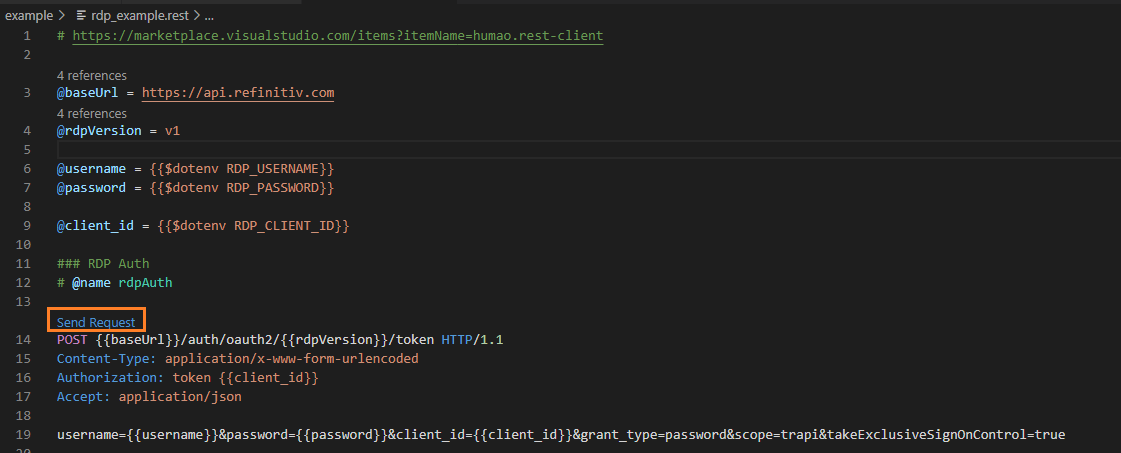 example > rdp_example.rest > ...
1 # https://marketplace.visualstudio.com/items?itemName=humao.rest-client
2
4 references
3 @baseUrl = https://api.refinitiv.com
4 references
4 @rdpVersion = v1
5
6 @username = {{$dotenv RDP_USERNAME}}
7 @password = {{$dotenv RDP_PASSWORD}}
8
9 @client_id = {{$dotenv RDP_CLIENT_ID}}
10
11 ### RDP Auth
12 # @name rdpAuth
13
Send Request
14 POST {{baseUrl}}/auth/oauth2/{{rdpVersion}}/token HTTP/1.1
15 Content-Type: application/x-www-form-urlencoded
16 Authorization: token {{client_id}}
17 Accept: application/json
18
19 username={{username}}&password={{password}}&client_id={{client_id}}&grant_type=password&scope=trapi&takeExclusiveSignOnControl=true
20